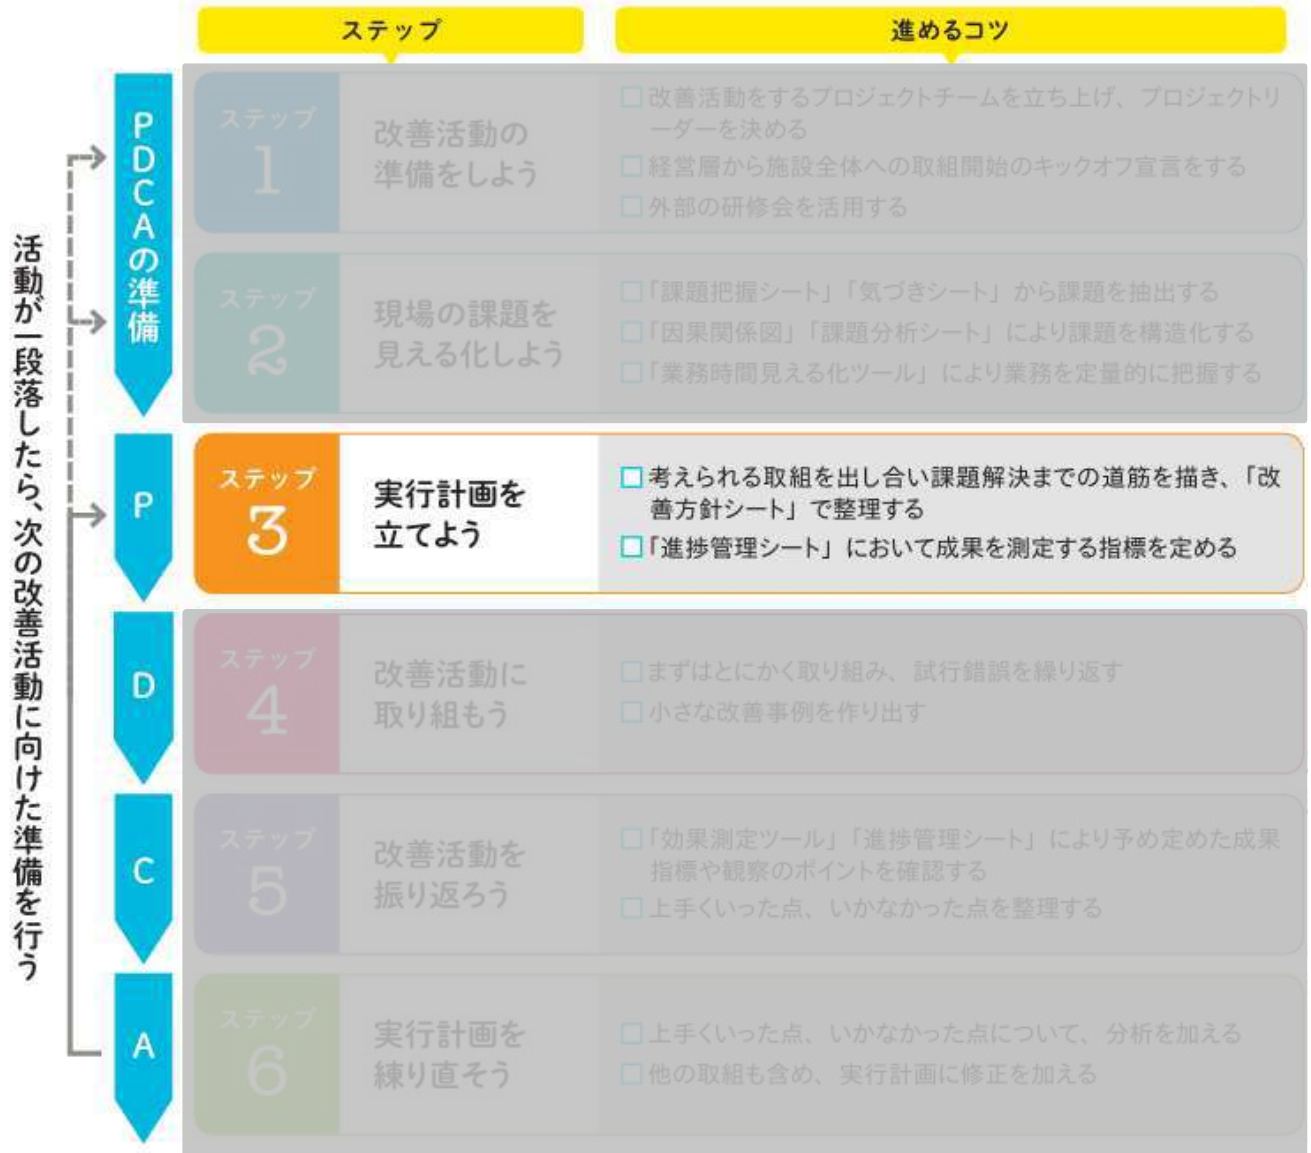 ステップ
進めるコツ
活動が一段落したら、次の改善活動に向けた準備を行う
PDCAの準備
ステップ
1
改善活動の
準備をしよう
□改善活動をするプロジェクトチームを立ち上げ、プロジェクトリ
ーダーを決める
□経営層から施設全体への取組開始のキックオフ宣言をする
□外部の研修会を活用する
ステップ
2
現場の課題を
見える化しよう
□「課題把握シート」「気づきシート」から課題を抽出する
□「因果関係図」「課題分析シート」により課題を構造化する
□「業務時間見える化ツール」により業務を定量的に把握する
P
ステップ
3
実行計画を
立てよう
□考えられる取組を出し合い課題解決までの道筋を描き、「改
善方針シート」で整理する
□「進捗管理シート」において成果を測定する指標を定める
D
ステップ
4
改善活動に
取り組もう
□まずはとにかく取り組み、試行錯誤を繰り返す
□小さな改善事例を作り出す
C
ステップ
5
改善活動を
振り返ろう
□「効果測定ツール」「進捗管理シート」により予め定めた成果
指標や観察のポイントを確認する
□上手くいった点、いかなかった点を整理する
A
ステップ
6
実行計画を
練り直そう
□上手くいった点、いかなかった点について、分析を加える
□他の取組も含め、実行計画に修正を加える